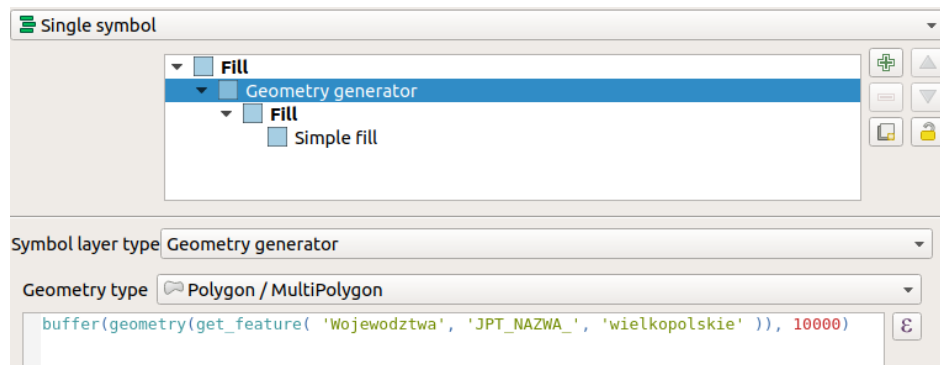 Single symbol
Fill
Geometry generator
Fill
Simple fill
Symbol layer type Geometry generator
Geometry type Polygon / MultiPolygon
buffer(geometry(get_feature( 'Wojewodztwa', 'JPT_NAZWA_', 'wielkopolskie' )), 10000) ε